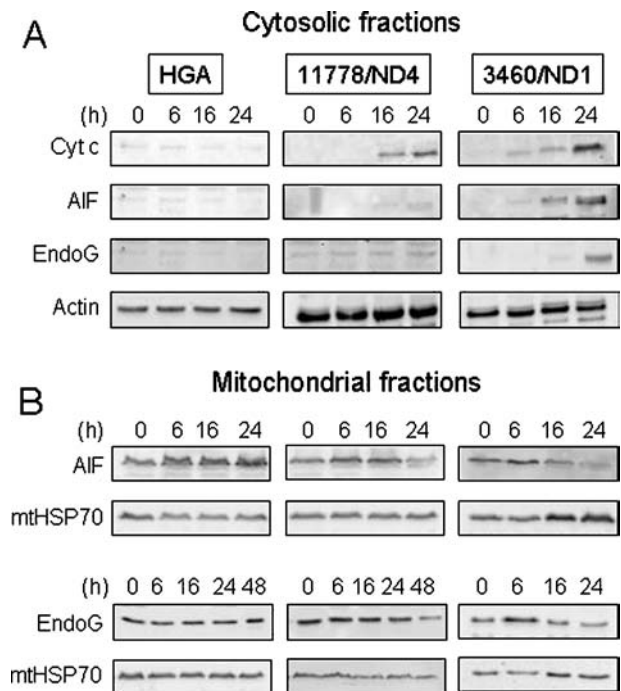 A
Cytosolic fractions
HGA 11778/ND4 3460/ND1
(h) 0 6 16 24 0 6 16 24 0 6 16 24
Cyt c
AIF
EndoG
Actin
B
Mitochondrial fractions
(h) 0 6 16 24 0 6 16 24 0 6 16 24
AIF
mtHSP70
(h) 0 6 16 24 48 0 6 16 24 48 0 6 16 24
EndoG
mtHSP70